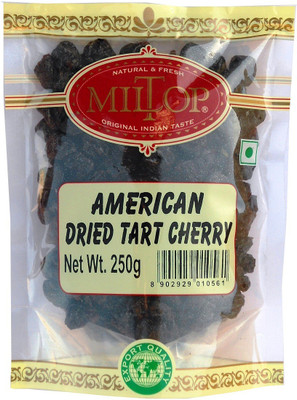 NATURAL & FRESH
MILTOP®
ORIGINAL INDIAN TASTE
AMERICAN
DRIED TART CHERRY
Net Wt. 250g
8 902929 010561
EXPORT QUALITY